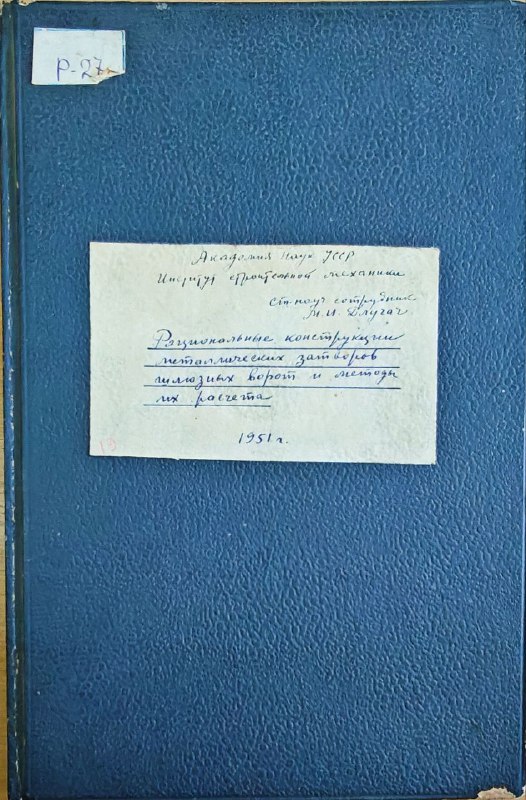 Р-27
Академия Наук УССР
Институт строительной механики
ст. науч сотрудник
М.И. Длугач
Рациональные конструкции
металлических затворов
шлюзных ворот и методы
их расчета
1951 г.